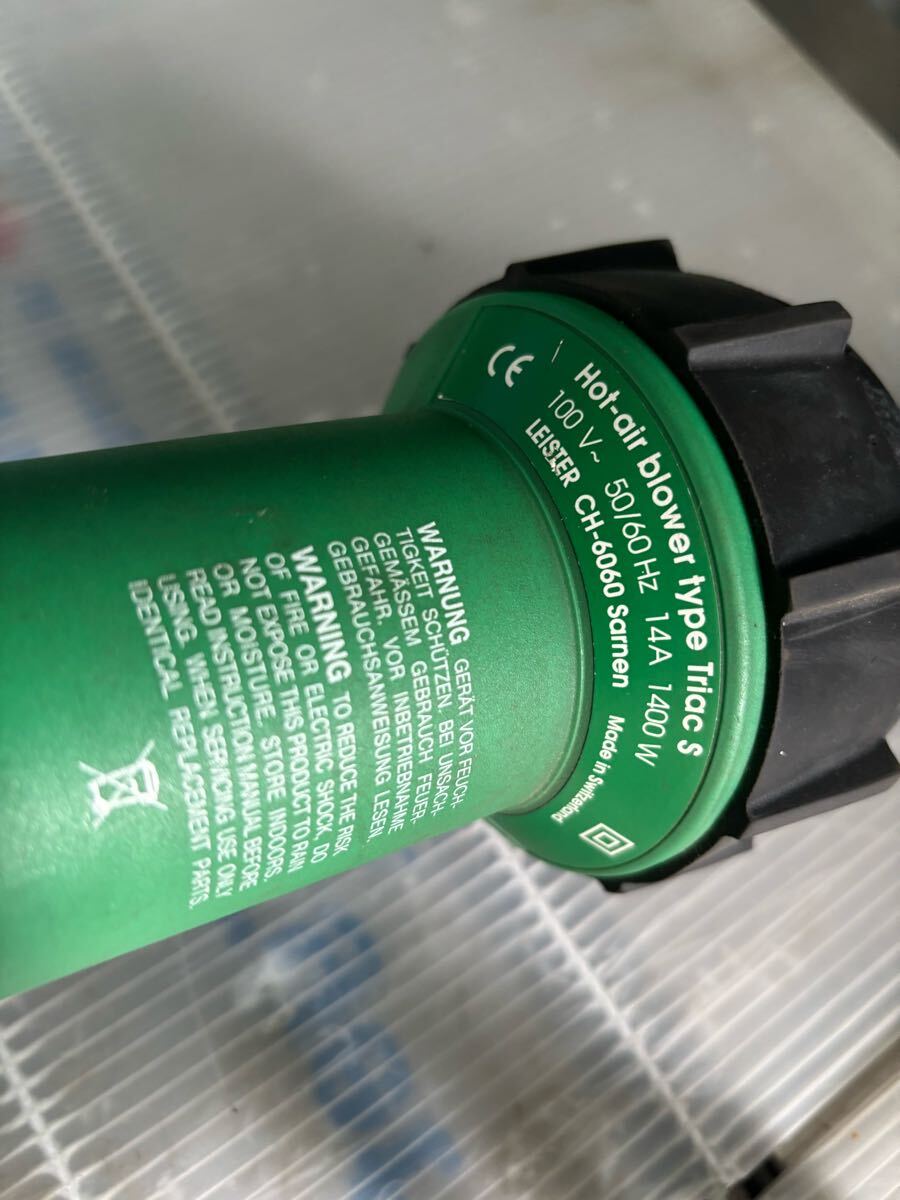 CE
Hot-air blower type Triac S
100 V~ 50/60 Hz 14A 1400W
LEISTER CH-6060 Sarnen Made in Switzerland
WARNUNG GERÄT VOR FEUCH-
TIGKEIT SCHÜTZEN. BEI UNSACH-
GEMÄSSEM GEBRAUCH FEUER-
GEFAHR. VOR INBETRIEBNAHME
GEBRAUCHSANWEISUNG LESEN.
WARNING TO REDUCE THE RISK
OF FIRE OR ELECTRIC SHOCK, DO
NOT EXPOSE THIS PRODUCT TO RAIN
OR MOISTURE. STORE INDOORS.
READ INSTRUCTION MANUAL BEFORE
USING. WHEN SERVICING USE ONLY
IDENTICAL REPLACEMENT PARTS.